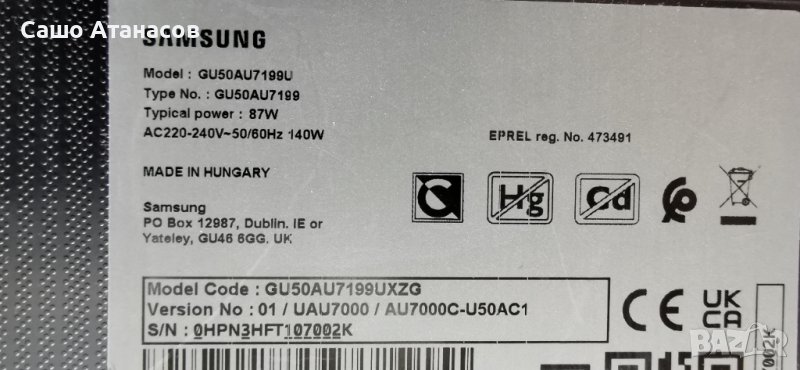 Сашо Атанасов
SAMSUNG
Model : GU50AU7199U
Type No. : GU50AU7199
Typical power : 87W
AC220-240V~50/60Hz 140W
EPREL reg. No. 473491
MADE IN HUNGARY
Hg
Cd
Samsung
PO Box 12987, Dublin. IE or
Yateley, GU46 6GG. UK
Model Code : GU50AU7199UXZG
Version No : 01 / UAU7000 / AU7000C-U50AC1
S/N : 0HPN3HFT107002K
CE
UK
CA
7002K
BAZAR